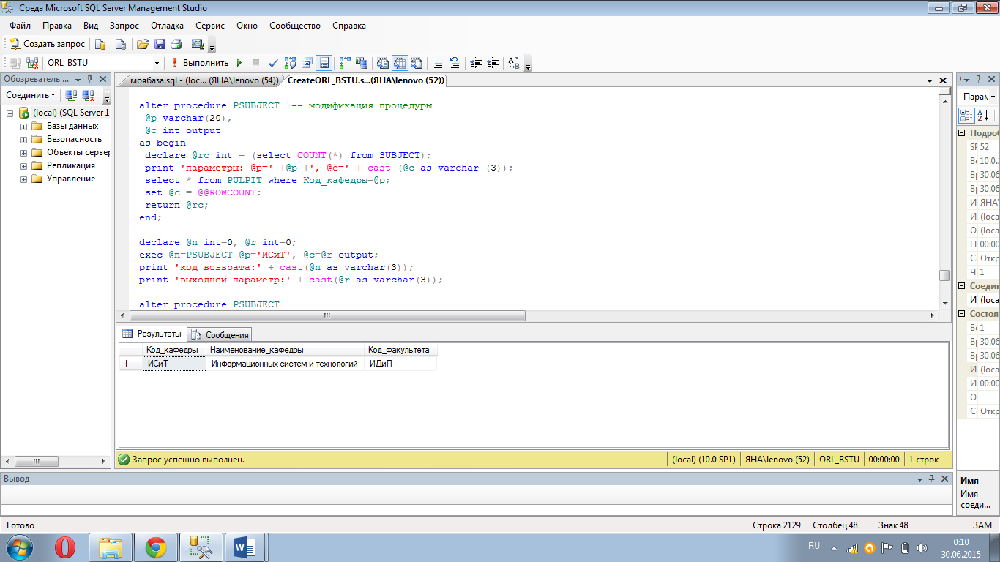 Среда Microsoft SQL Server Management Studio
Файл Правка Вид Запрос Отладка Сервис Окно Сообщество Справка
Создать запрос
ORL_BSTU Выполнить
Обозреватель ...
моябаза.sql - (loc... (ЯНА\lenovo (54)) CreateORL_BSTU.s...(ЯНА\lenovo (52))
Соединить
(local) (SQL Server 1
Базы данных
Безопасность
Объекты сервер
Репликация
Управление
alter procedure PSUBJECT -- модификация процедуры
@p varchar(20),
@c int output
as begin
declare @rc int = (select COUNT(*) from SUBJECT);
print 'параметры: @p=' +@p +', @c=' + cast (@c as varchar (3));
select * from PULPIT where Код_кафедры=@p;
set @c = @@ROWCOUNT;
return @rc;
end;
declare @n int=0, @r int=0;
exec @n=PSUBJECT @p='ИСиТ', @c=@r output;
print 'код возврата:' + cast(@n as varchar(3));
print 'выходной параметр:' + cast(@r as varchar(3));
alter procedure PSUBJECT
Результаты Сообщения
Код_кафедры Наименование_кафедры Код_факультета
1 ИСиТ Информационных систем и технологий ИДиП
Запрос успешно выполнен. (local) (10.0 SP1) ЯНА\lenovo (52) ORL_BSTU 00:00:00 1 строк
Парам
Подроб
SF 52
Ве 10.0.
Вр 30.06
Вр 30.06
И ЯНА\
И (local
О (local
П 00:00
С Откр
Ч 1
Соедин
И (local
Состоя
Вс 1
Вр 30.06
Вр 30.06
И (local
И 00:00
О
С Откр
Имя
Имя
соеди...
Вывод
Готово Строка 2129 Столбец 48 Знак 48 ЗАМ
RU 0:10
30.06.2015